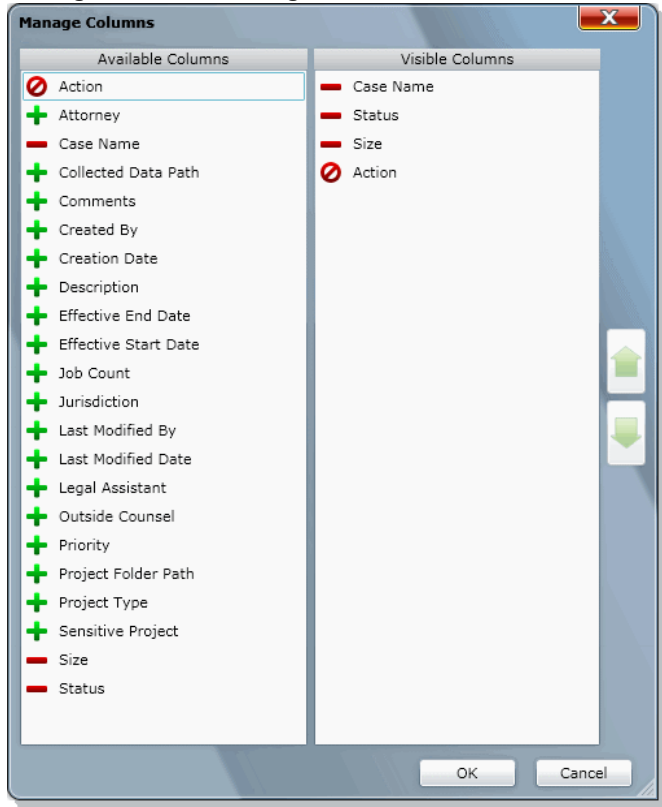 Manage Columns
Available Columns
Action
Attorney
Case Name
Collected Data Path
Comments
Created By
Creation Date
Description
Effective End Date
Effective Start Date
Job Count
Jurisdiction
Last Modified By
Last Modified Date
Legal Assistant
Outside Counsel
Priority
Project Folder Path
Project Type
Sensitive Project
Size
Status
Visible Columns
Case Name
Status
Size
Action
OK
Cancel